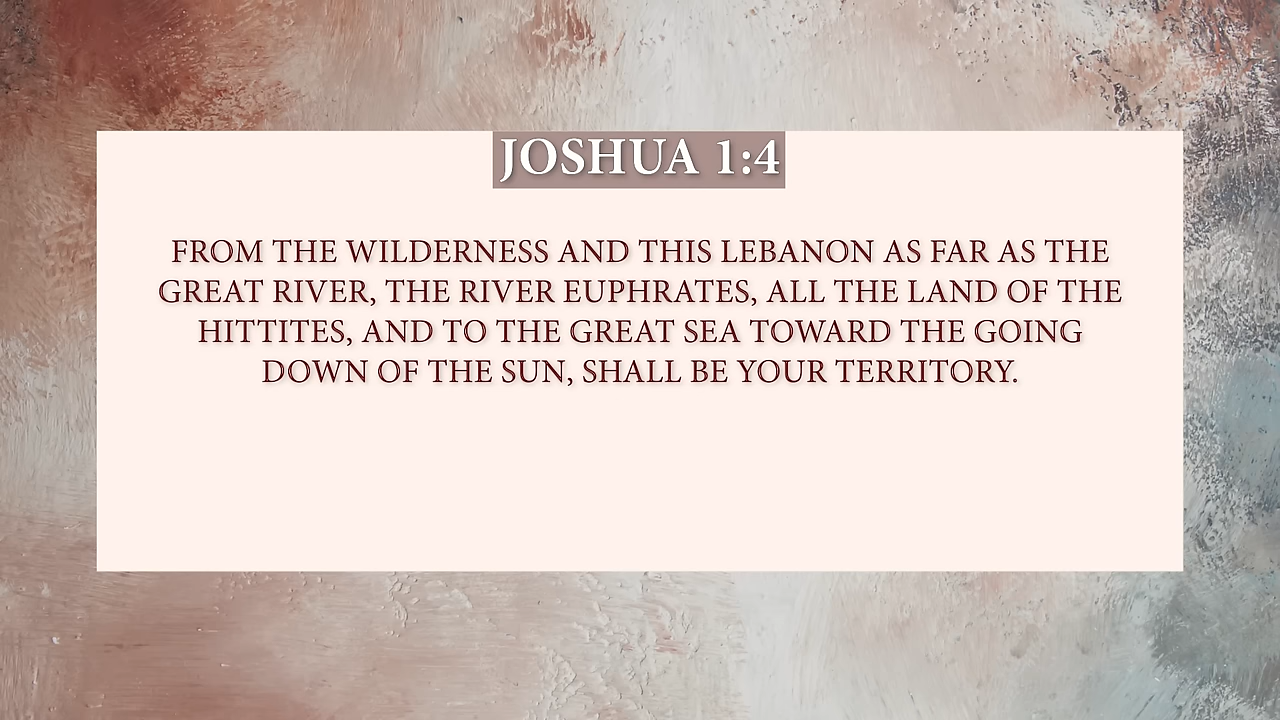 JOSHUA 1:4
FROM THE WILDERNESS AND THIS LEBANON AS FAR AS THE
GREAT RIVER, THE RIVER EUPHRATES, ALL THE LAND OF THE
HITTITES, AND TO THE GREAT SEA TOWARD THE GOING
DOWN OF THE SUN, SHALL BE YOUR TERRITORY.